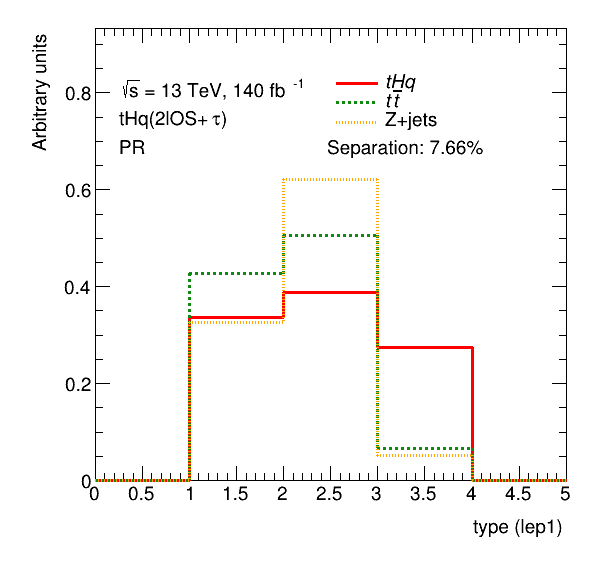 Arbitrary units
√s = 13 TeV, 140 fb⁻¹
tHq(2lOS+ τ)
PR
tHq
tt̅
Z+jets
Separation: 7.66%
0.8
0.6
0.4
0.2
0
0 0.5 1 1.5 2 2.5 3 3.5 4 4.5 5
type (lep1)